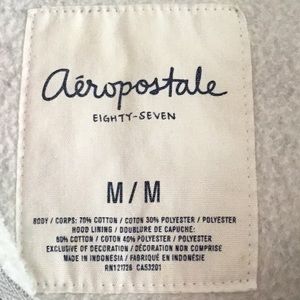 aéropostale
EIGHTY-SEVEN
M/M
BODY / CORPS: 70% COTTON / COTON 30% POLYESTER / POLYESTER
HOOD LINING / DOUBLURE DE CAPUCHE:
60% COTTON / COTON 40% POLYESTER / POLYESTER
EXCLUSIVE OF DECORATION / DÉCORATION NON COMPRISE
MADE IN INDONESIA / FABRIQUÉ EN INDONÉSIE
RN121726 CA53201